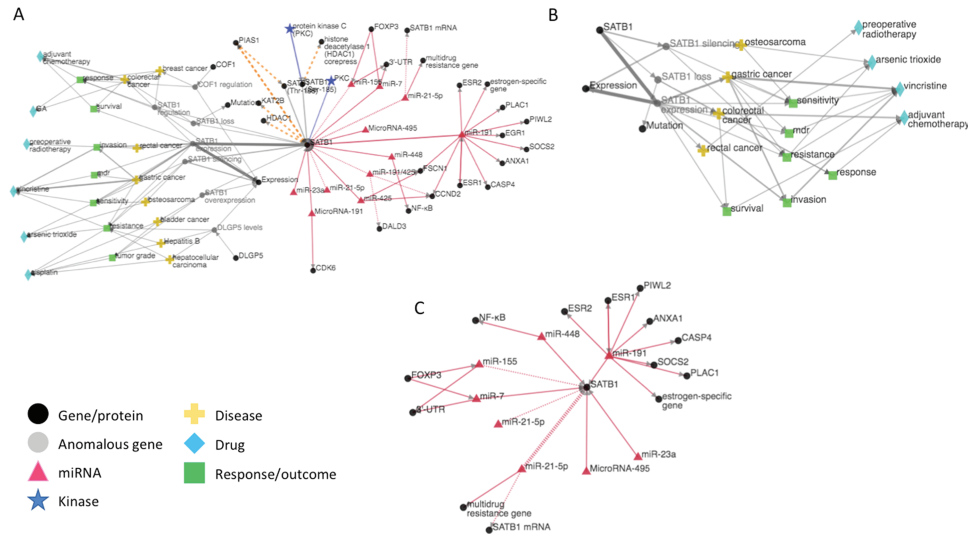 A
protein kinase C
(PKC)
PIAS1
histone
deacetylase 1
(HDAC1)
corepress
FOXP3
SATB1 mRNA
adjuvant
chemotherapy
breast cancer
COF1
3'-UTR
multidrug
resistance gene
response
colorectal
cancer
COF1 regulation
PKC
miR-7
ESR2
estrogen-specific
gene
survival
SATB1
regulation
Mutation
KAT2B
miR-21-5p
PLAC1
SATB1 loss
HDAC1
MicroRNA-495
miR-191
PIWL2
EGR1
preoperative
radiotherapy
invasion
rectal cancer
SATB1
expression
SATB1
miR-448
SOCS2
SATB1 silencing
miR-191/425
FSCN1
ANXA1
mdr
gastric cancer
Expression
ESR1
CASP4
sensitivity
osteosarcoma
SATB1
overexpression
miR-23a
miR-21-5p
miR-425
CCND2
MicroRNA-191
NF-κB
bladder cancer
resistance
DLGP5 levels
DALD3
arsenic trioxide
Hepatitis B
tumor grade
hepatocellular
carcinoma
DLGP5
cisplatin
CDK6
B
SATB1
preoperative
radiotherapy
SATB1 silencing
osteosarcoma
arsenic trioxide
Expression
SATB1 loss
gastric cancer
vincristine
SATB1
expression
sensitivity
colorectal
cancer
adjuvant
chemotherapy
Mutation
mdr
rectal cancer
resistance
response
survival
invasion
C
PIWL2
ESR1
ESR2
NF-κB
ANXA1
miR-448
CASP4
miR-191
miR-155
SOCS2
FOXP3
PLAC1
SATB1
miR-7
estrogen-specific
gene
3'-UTR
miR-21-5p
miR-23a
miR-21-5p
MicroRNA-495
multidrug
resistance gene
SATB1 mRNA
Gene/protein
Disease
Anomalous gene
Drug
miRNA
Response/outcome
Kinase